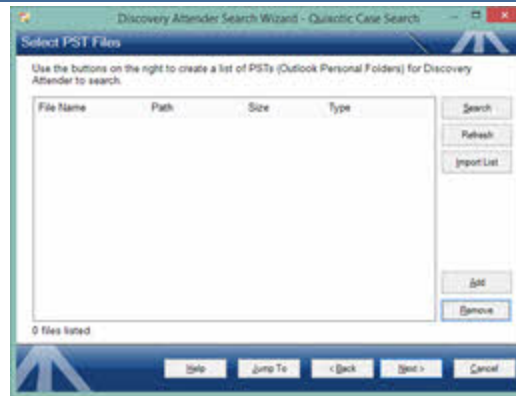 Discovery Attender Search Wizard - Quixotic Case Search
Select PST Files
Use the buttons on the right to create a list of PSTs (Outlook Personal Folders) for Discovery
Attender to search.
File Name Path Size Type
Search
Refresh
Import List
Add
Remove
0 files listed
Help Jump To < Back Next > Cancel